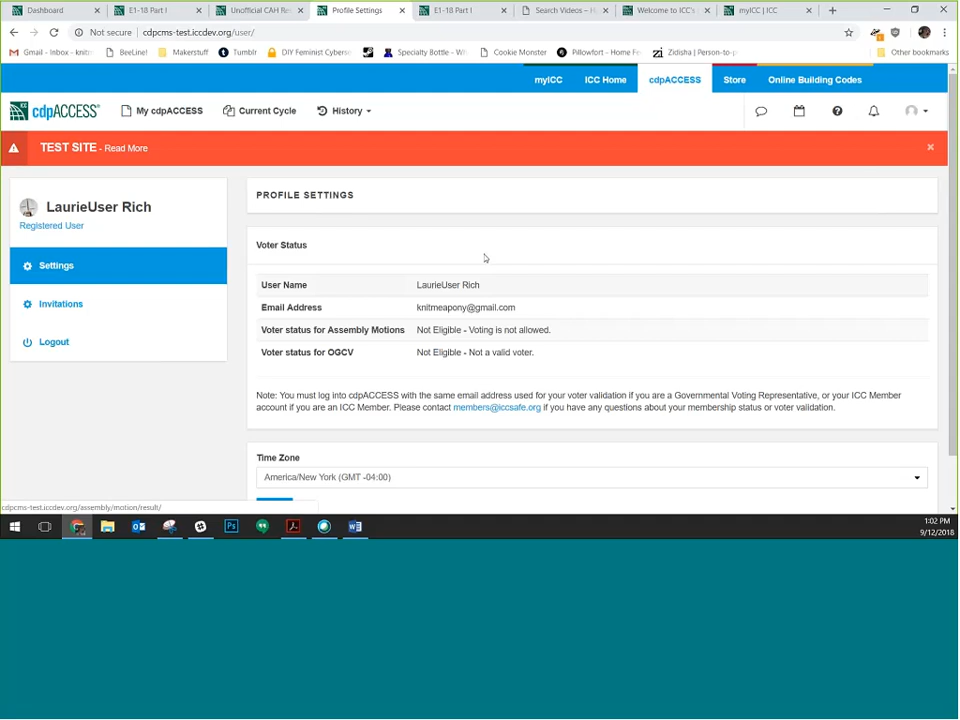 Dashboard
E1-18 Part I
Unofficial CAH Re
Profile Settings
E1-18 Part I
Search Videos – H
Welcome to ICC's
myICC | ICC
Not secure | cdpcms-test.iccdev.org/user/
Gmail - Inbox - knitm
BeeLine!
Makerstuff
Tumblr
DIY Feminist Cyberse
Specialty Bottle - Wh
Cookie Monster
Pillowfort - Home Fe
Zidisha | Person-to-p
Other bookmarks
myICC ICC Home cdpACCESS Store Online Building Codes
cdpACCESS® My cdpACCESS Current Cycle History
TEST SITE - Read More
LaurieUser Rich
Registered User
Settings
Invitations
Logout
PROFILE SETTINGS
Voter Status
User Name LaurieUser Rich
Email Address knitmeapony@gmail.com
Voter status for Assembly Motions Not Eligible - Voting is not allowed.
Voter status for OGCV Not Eligible - Not a valid voter.
Note: You must log into cdpACCESS with the same email address used for your voter validation if you are a Governmental Voting Representative, or your ICC Member
account if you are an ICC Member. Please contact members@iccsafe.org if you have any questions about your membership status or voter validation.
Time Zone
America/New York (GMT -04:00)
cdpcms-test.iccdev.org/assembly/motion/result/
1:02 PM
9/12/2018